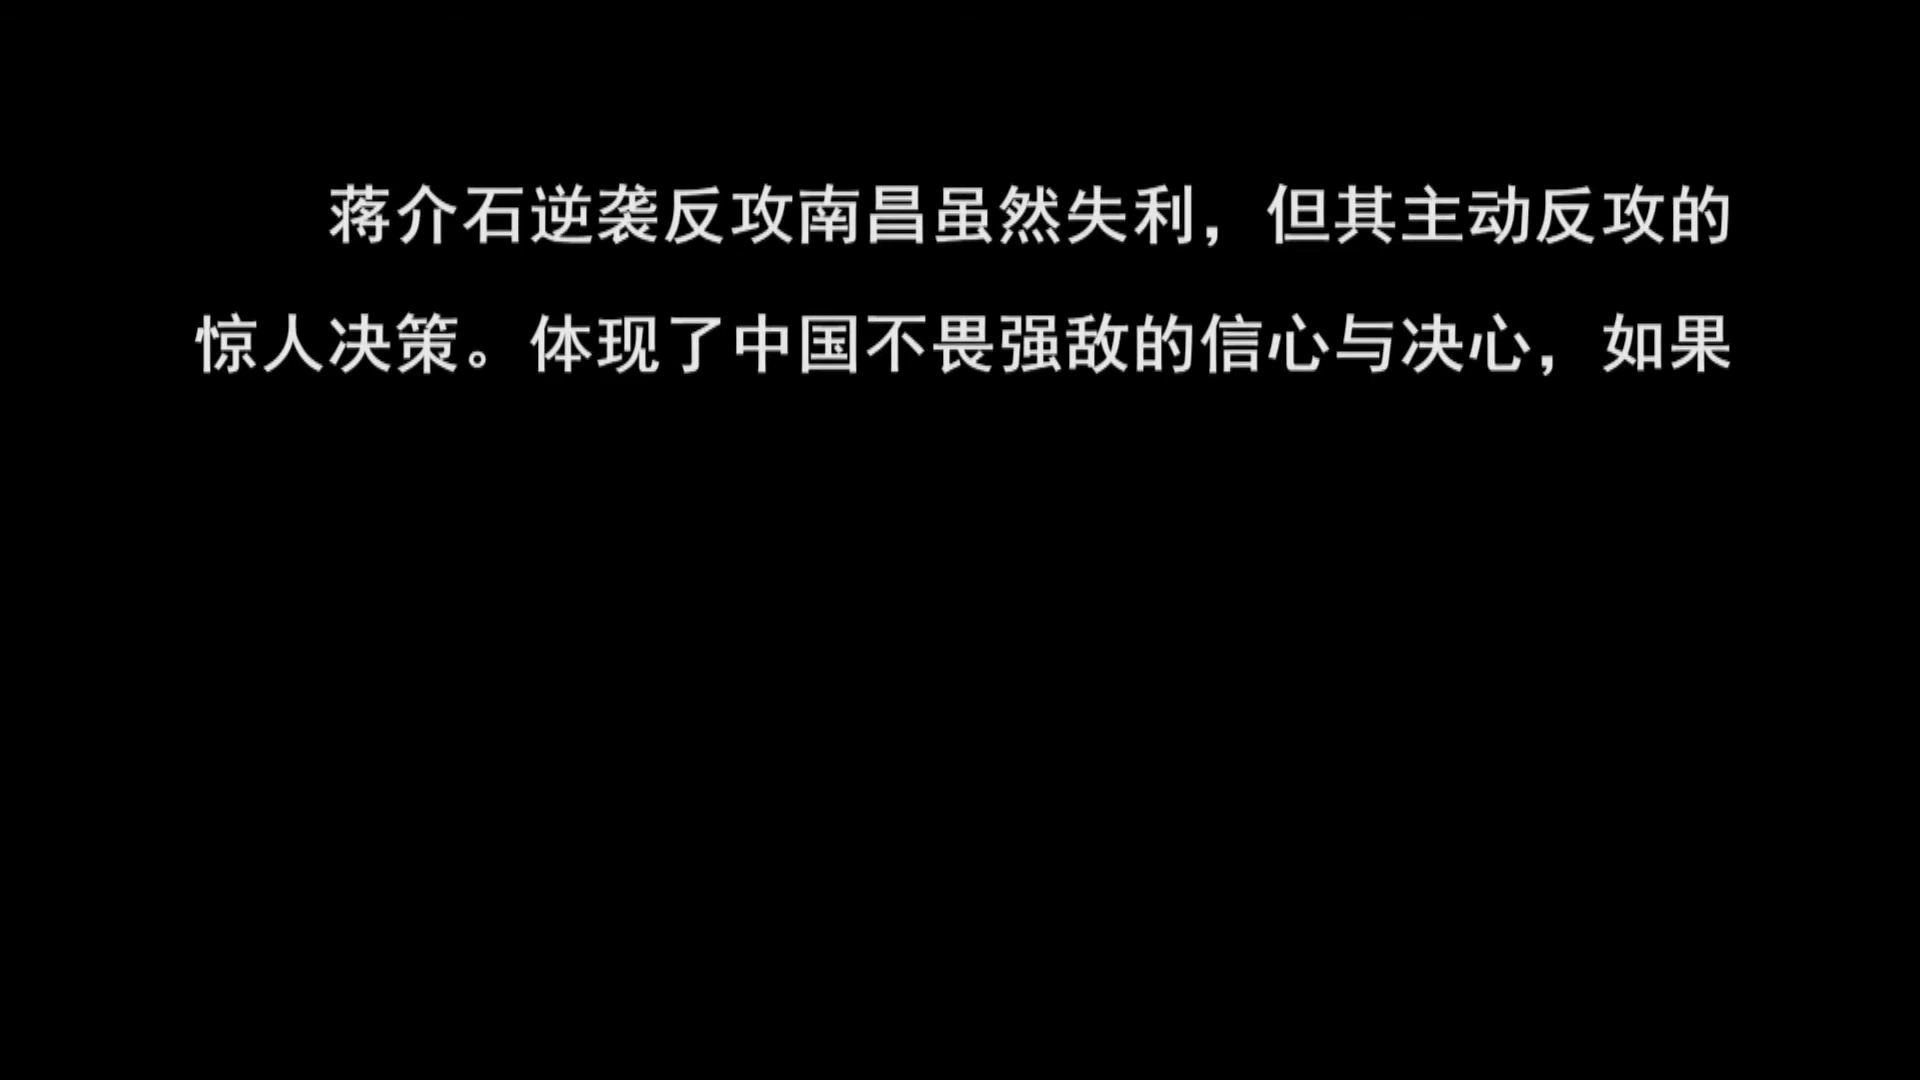 蒋介石逆袭反攻南昌虽然失利，但其主动反攻的
惊人决策。体现了中国不畏强敌的信心与决心，如果